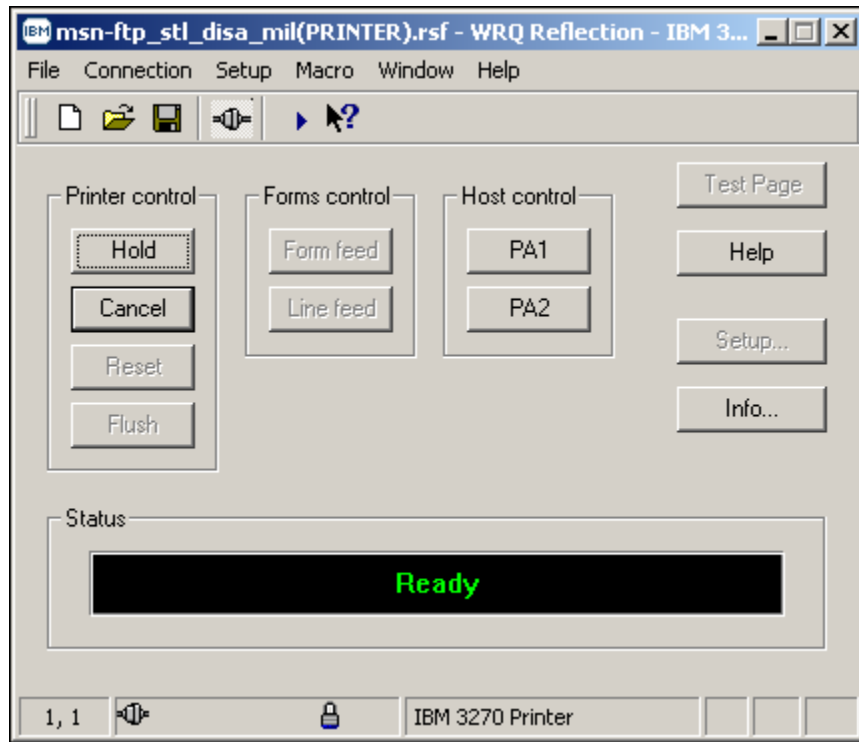 IBM msn-ftp_stl_disa_mil(PRINTER).rsf - WRQ Reflection - IBM 3...
File Connection Setup Macro Window Help
Printer control
Hold
Cancel
Reset
Flush
Forms control
Form feed
Line feed
Host control
PA1
PA2
Test Page
Help
Setup...
Info...
Status
Ready
1, 1 IBM 3270 Printer